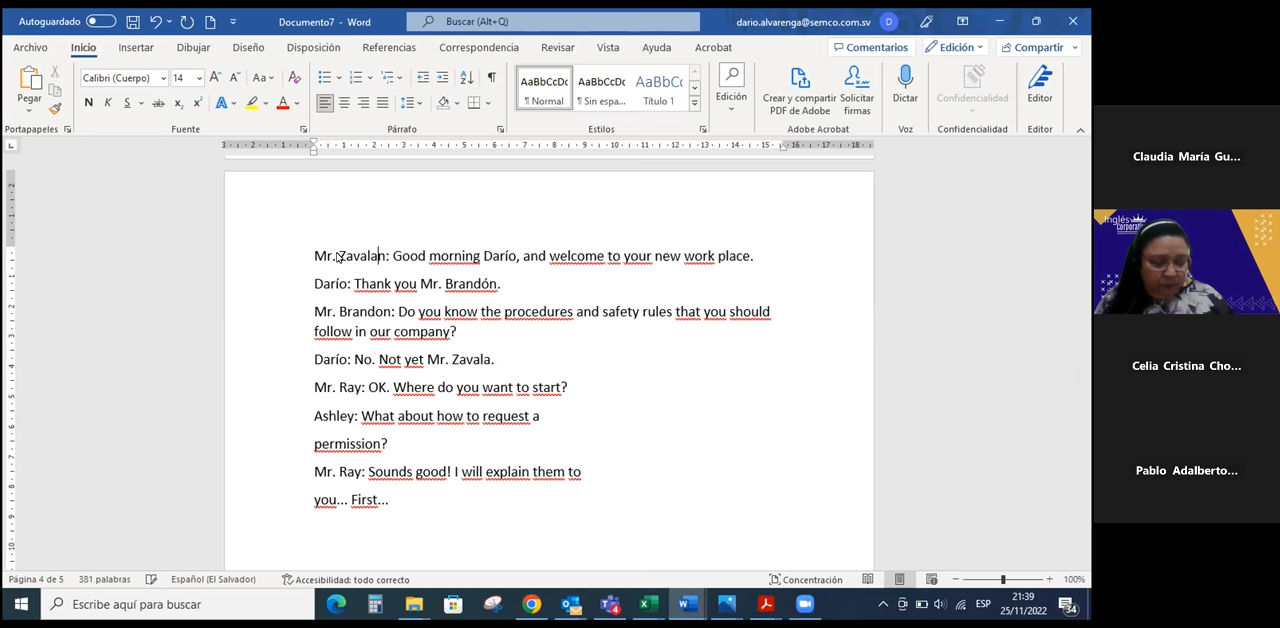 Autoguardado
Documento7 - Word
Buscar (Alt+Q)
dario.alvarenga@semco.com.sv
D
Archivo Inicio Insertar Dibujar Diseño Disposición Referencias Correspondencia Revisar Vista Ayuda Acrobat
Comentarios Edición Compartir
Pegar
Calibri (Cuerpo) 14
N K S
AaBbCcDc AaBbCcDc AaBbCc
¶ Normal ¶ Sin espa... Título 1
Edición
Crear y compartir PDF de Adobe
Solicitar firmas
Dictar
Confidencialidad
Editor
Portapapeles Fuente Párrafo Estilos Adobe Acrobat Voz Confidencialidad Editor
Mr. Zavalan: Good morning Darío, and welcome to your new work place.
Darío: Thank you Mr. Brandón.
Mr. Brandon: Do you know the procedures and safety rules that you should
follow in our company?
Darío: No. Not yet Mr. Zavala.
Mr. Ray: OK. Where do you want to start?
Ashley: What about how to request a
permission?
Mr. Ray: Sounds good! I will explain them to
you... First...
Claudia María Gu...
Inglés Corporativo
Celia Cristina Cho...
Pablo Adalberto...
Página 4 de 5 381 palabras Español (El Salvador) Accesibilidad: todo correcto Concentración 100%
Escribe aquí para buscar
ESP
21:39
25/11/2022
34